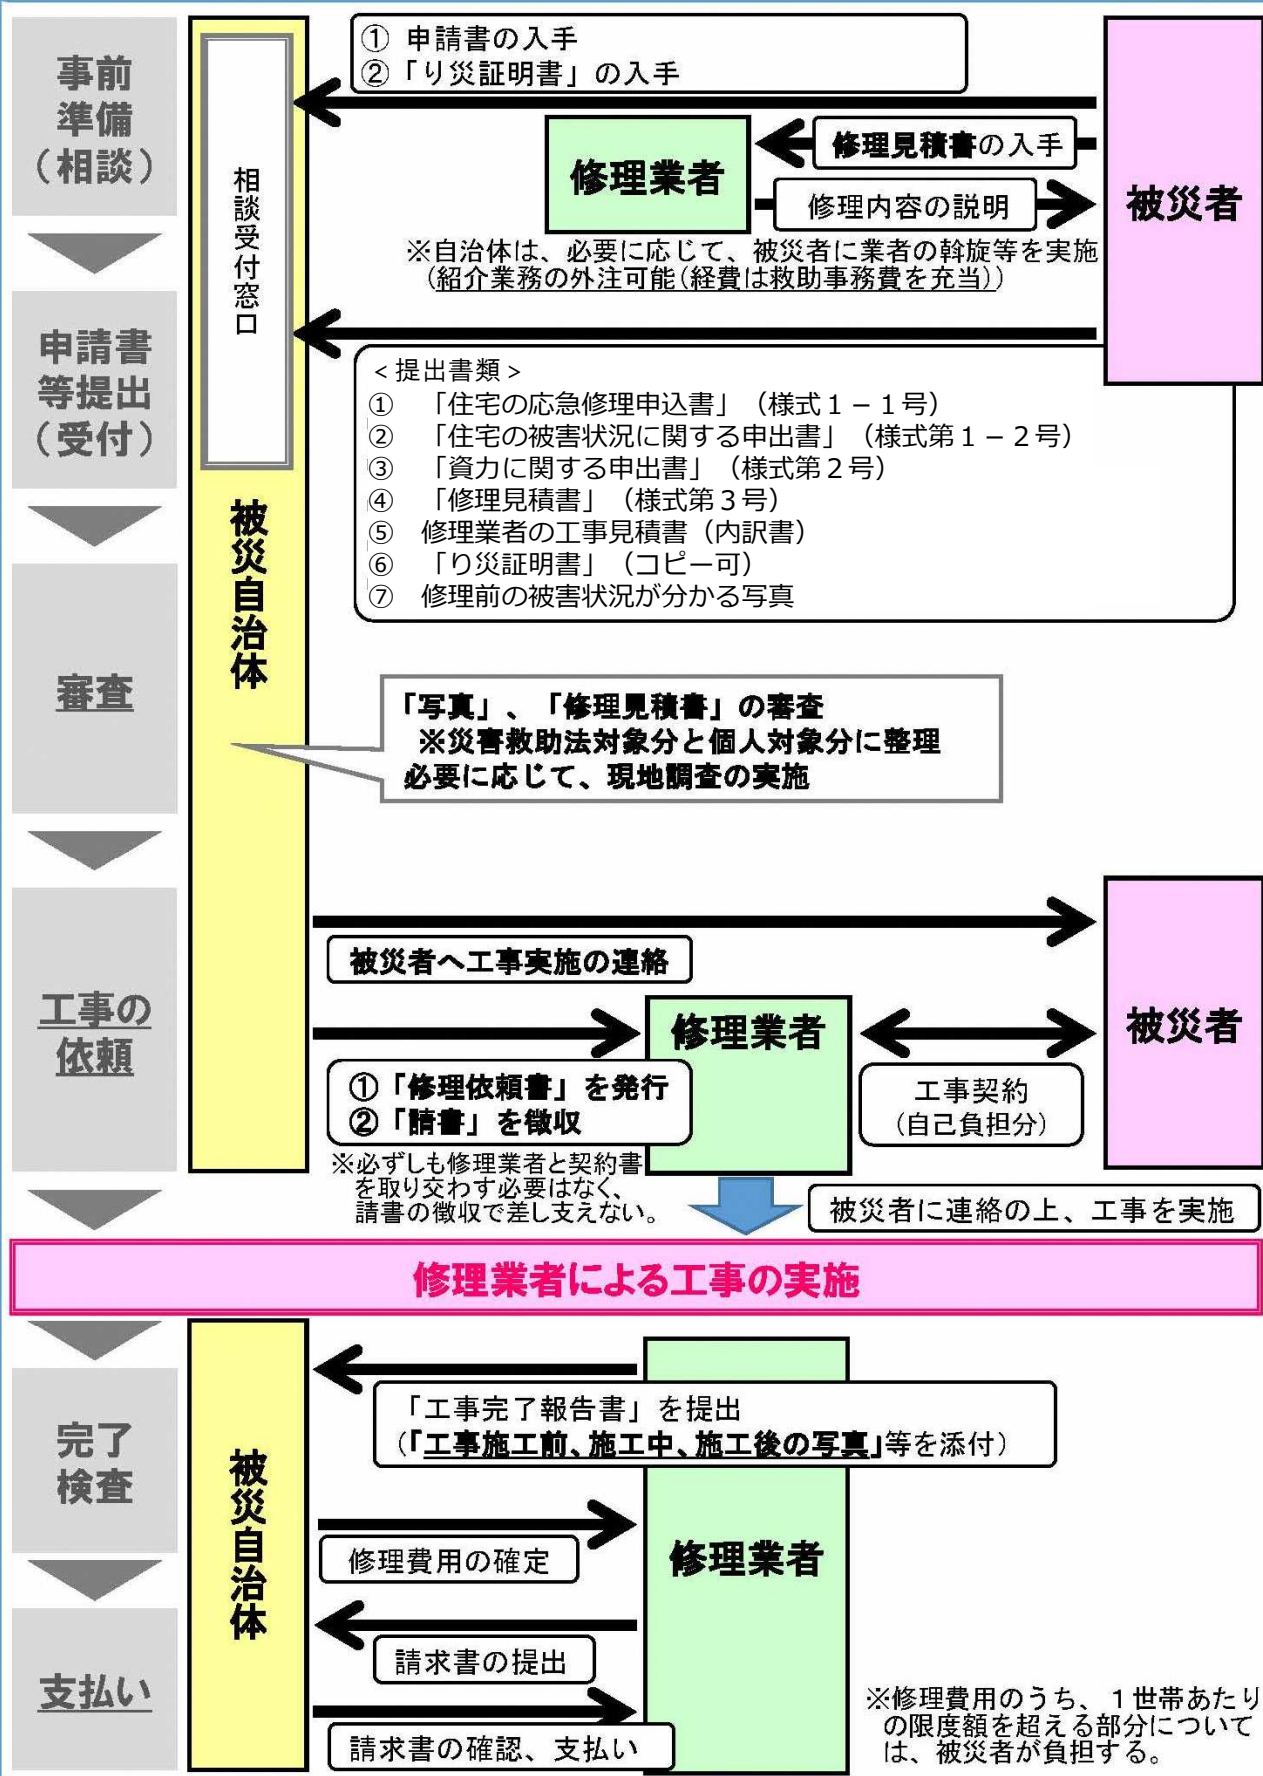 事前
準備
(相談)
① 申請書の入手
②「り災証明書」の入手
相談受付窓口
修理業者
修理見積書の入手
修理内容の説明
被災者
※自治体は、必要に応じて、被災者に業者の斡旋等を実施
(紹介業務の外注可能(経費は救助事務費を充当))
申請書
等提出
(受付)
<提出書類>
① 「住宅の応急修理申込書」(様式1－1号)
② 「住宅の被害状況に関する申出書」(様式第1－2号)
③ 「資力に関する申出書」(様式第2号)
④ 「修理見積書」(様式第3号)
⑤ 修理業者の工事見積書(内訳書)
⑥ 「り災証明書」(コピー可)
⑦ 修理前の被害状況が分かる写真
被災自治体
審査
「写真」、「修理見積書」の審査
※災害救助法対象分と個人対象分に整理
必要に応じて、現地調査の実施
工事の
依頼
被災者へ工事実施の連絡
修理業者
被災者
①「修理依頼書」を発行
②「請書」を徴収
工事契約
(自己負担分)
※必ずしも修理業者と契約書
を取り交わす必要はなく、
請書の徴収で差し支えない。
被災者に連絡の上、工事を実施
修理業者による工事の実施
完了
検査
被災自治体
「工事完了報告書」を提出
(「工事施工前、施工中、施工後の写真」等を添付)
修理費用の確定
修理業者
請求書の提出
支払い
請求書の確認、支払い
※修理費用のうち、1世帯あたり
の限度額を超える部分について
は、被災者が負担する。